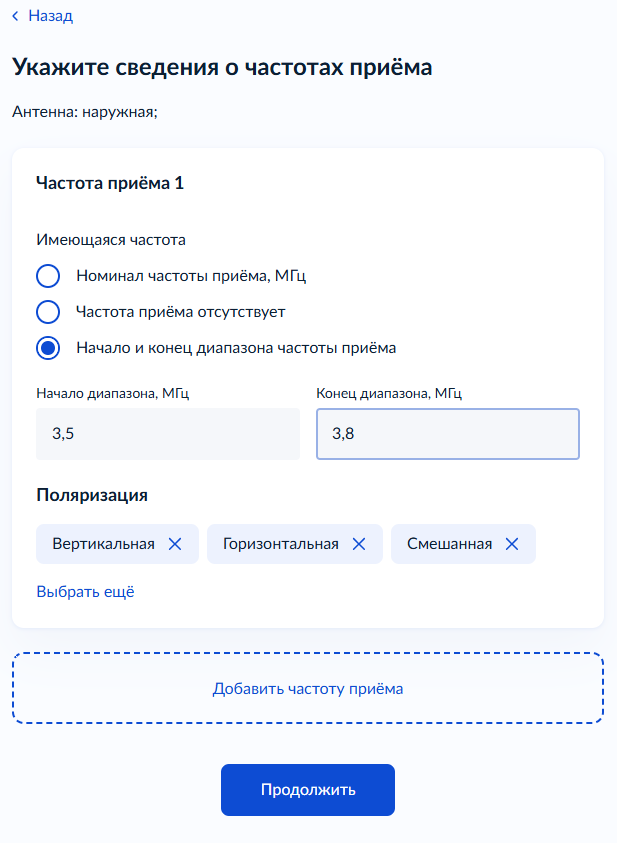 Назад
Укажите сведения о частотах приёма
Антенна: наружная;
Частота приёма 1
Имеющаяся частота
Номинал частоты приёма, МГц
Частота приёма отсутствует
Начало и конец диапазона частоты приёма
Начало диапазона, МГц Конец диапазона, МГц
3,5 3,8
Поляризация
Вертикальная Горизонтальная Смешанная
Выбрать ещё
Добавить частоту приёма
Продолжить